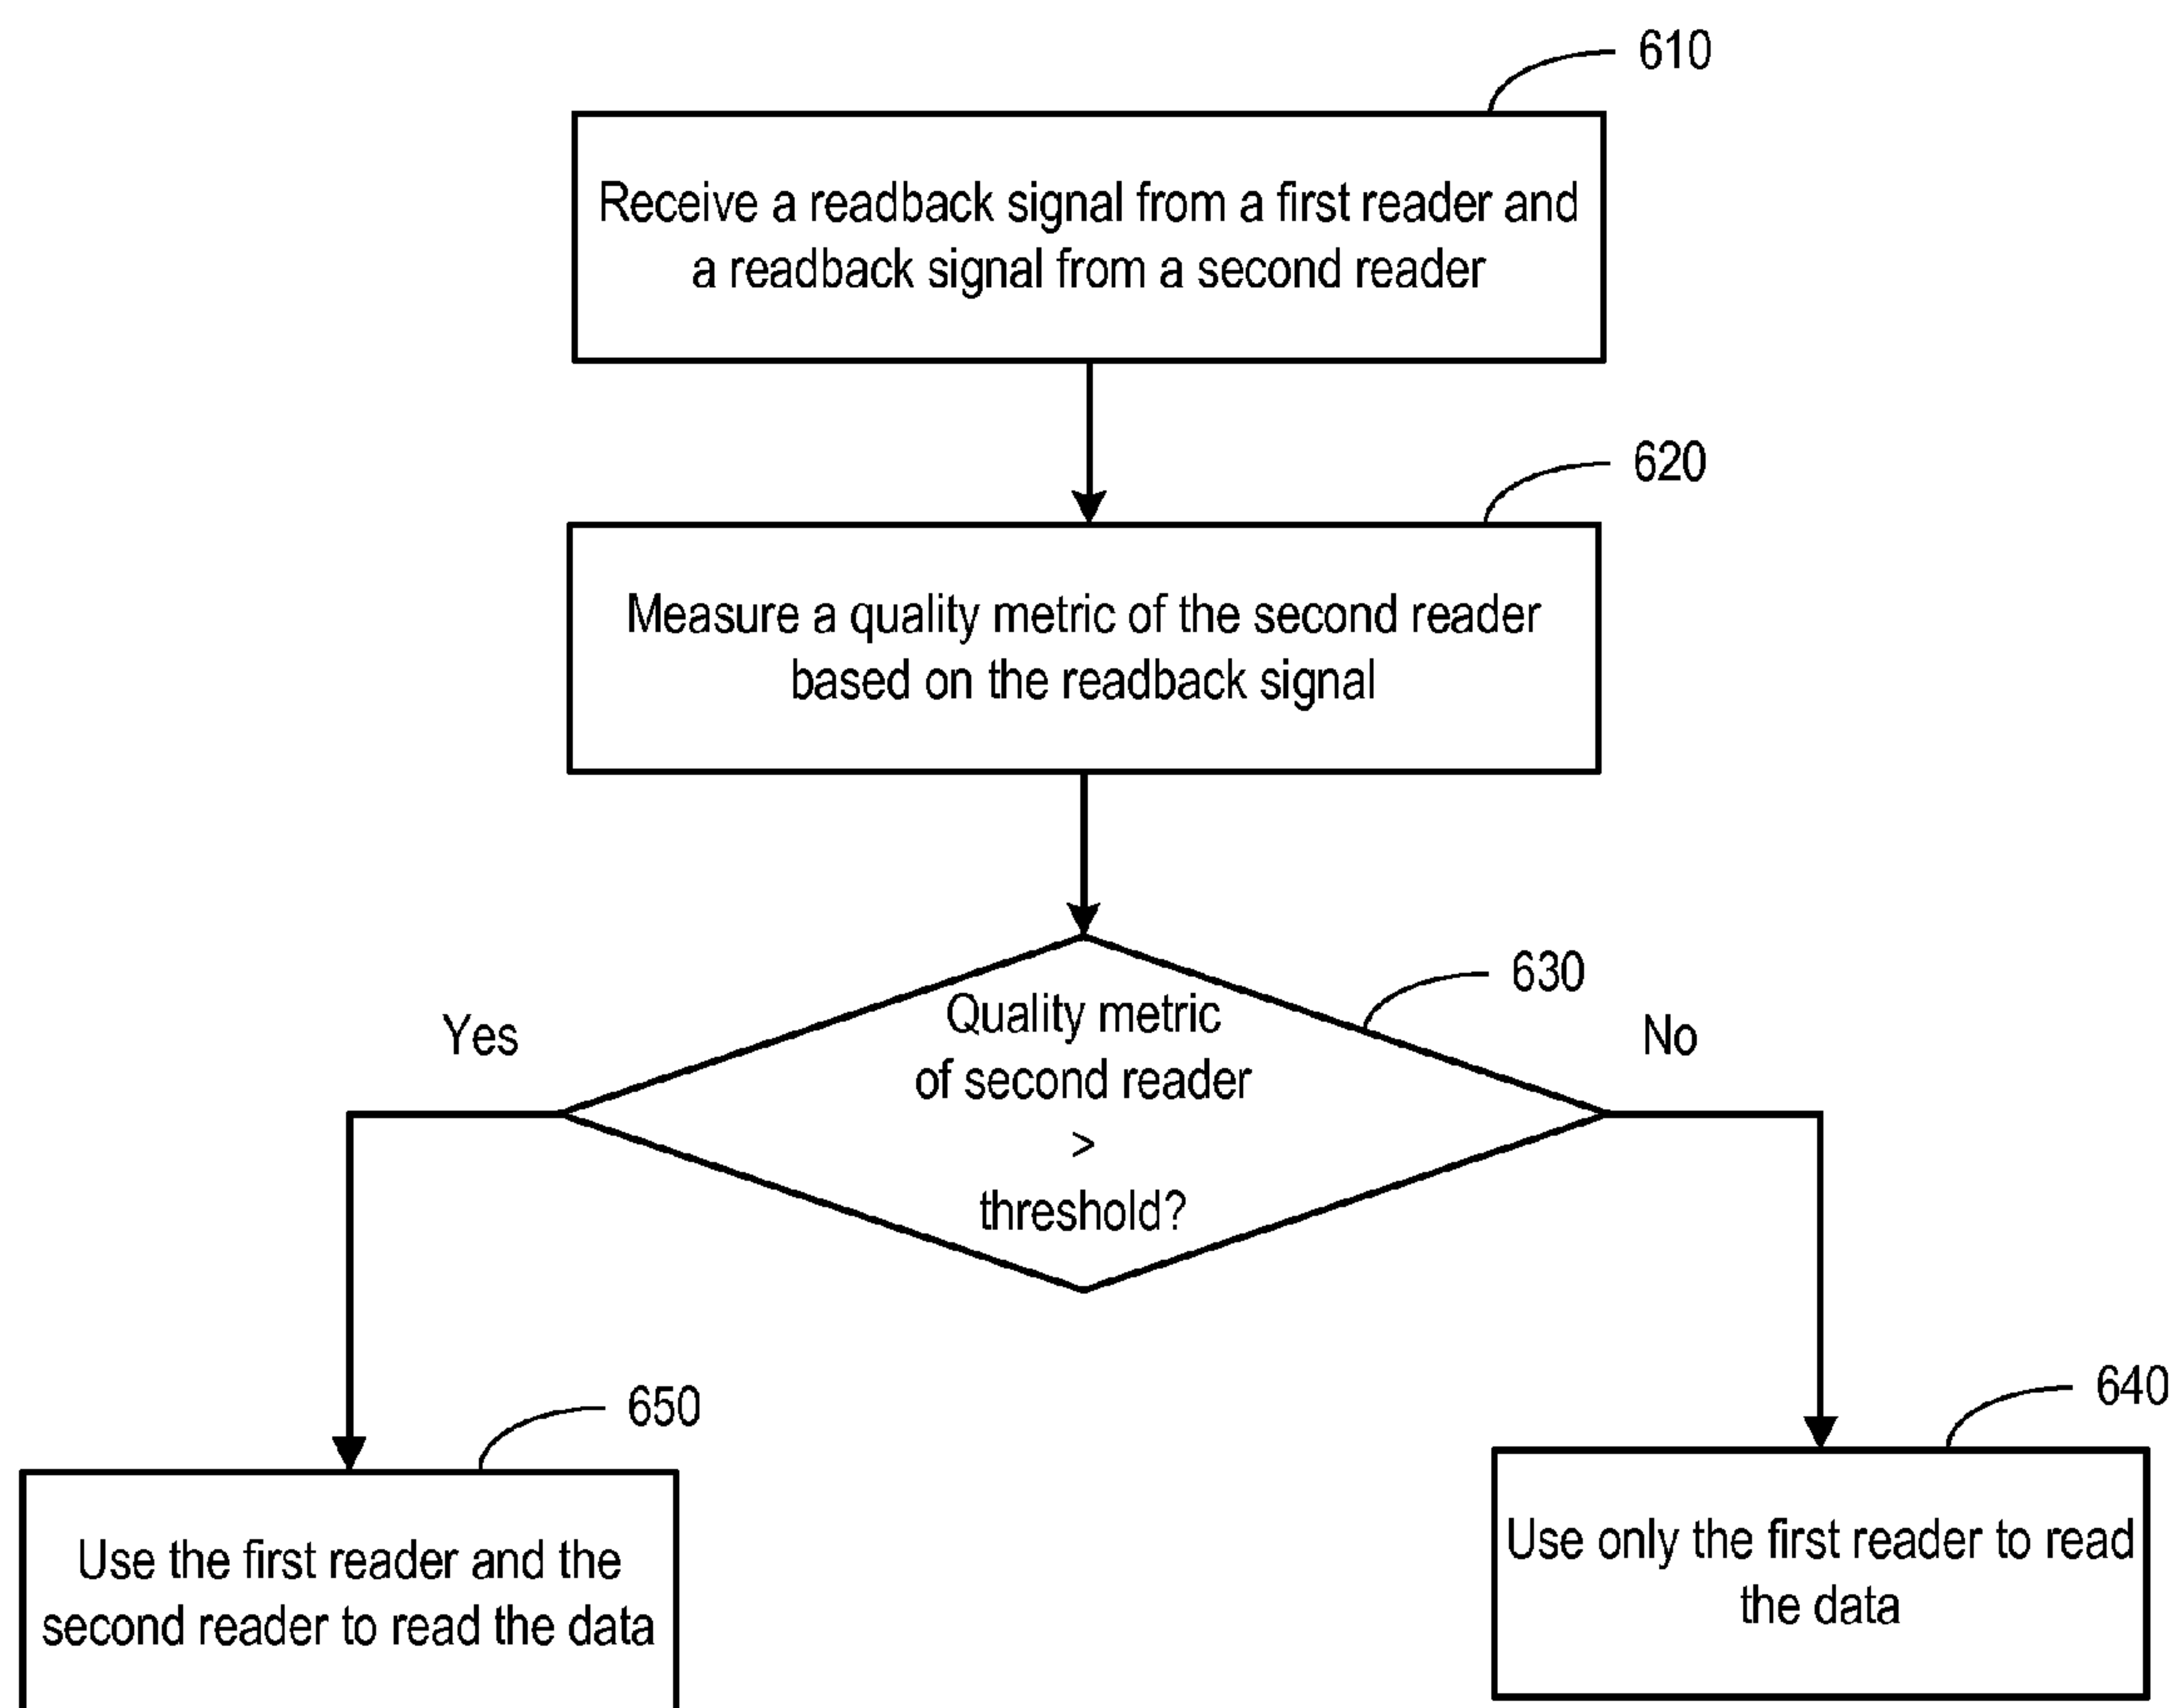 610
Receive a readback signal from a first reader and
a readback signal from a second reader
620
Measure a quality metric of the second reader
based on the readback signal
630
Quality metric
of second reader
>
threshold?
Yes
No
650
Use the first reader and the
second reader to read the data
640
Use only the first reader to read
the data